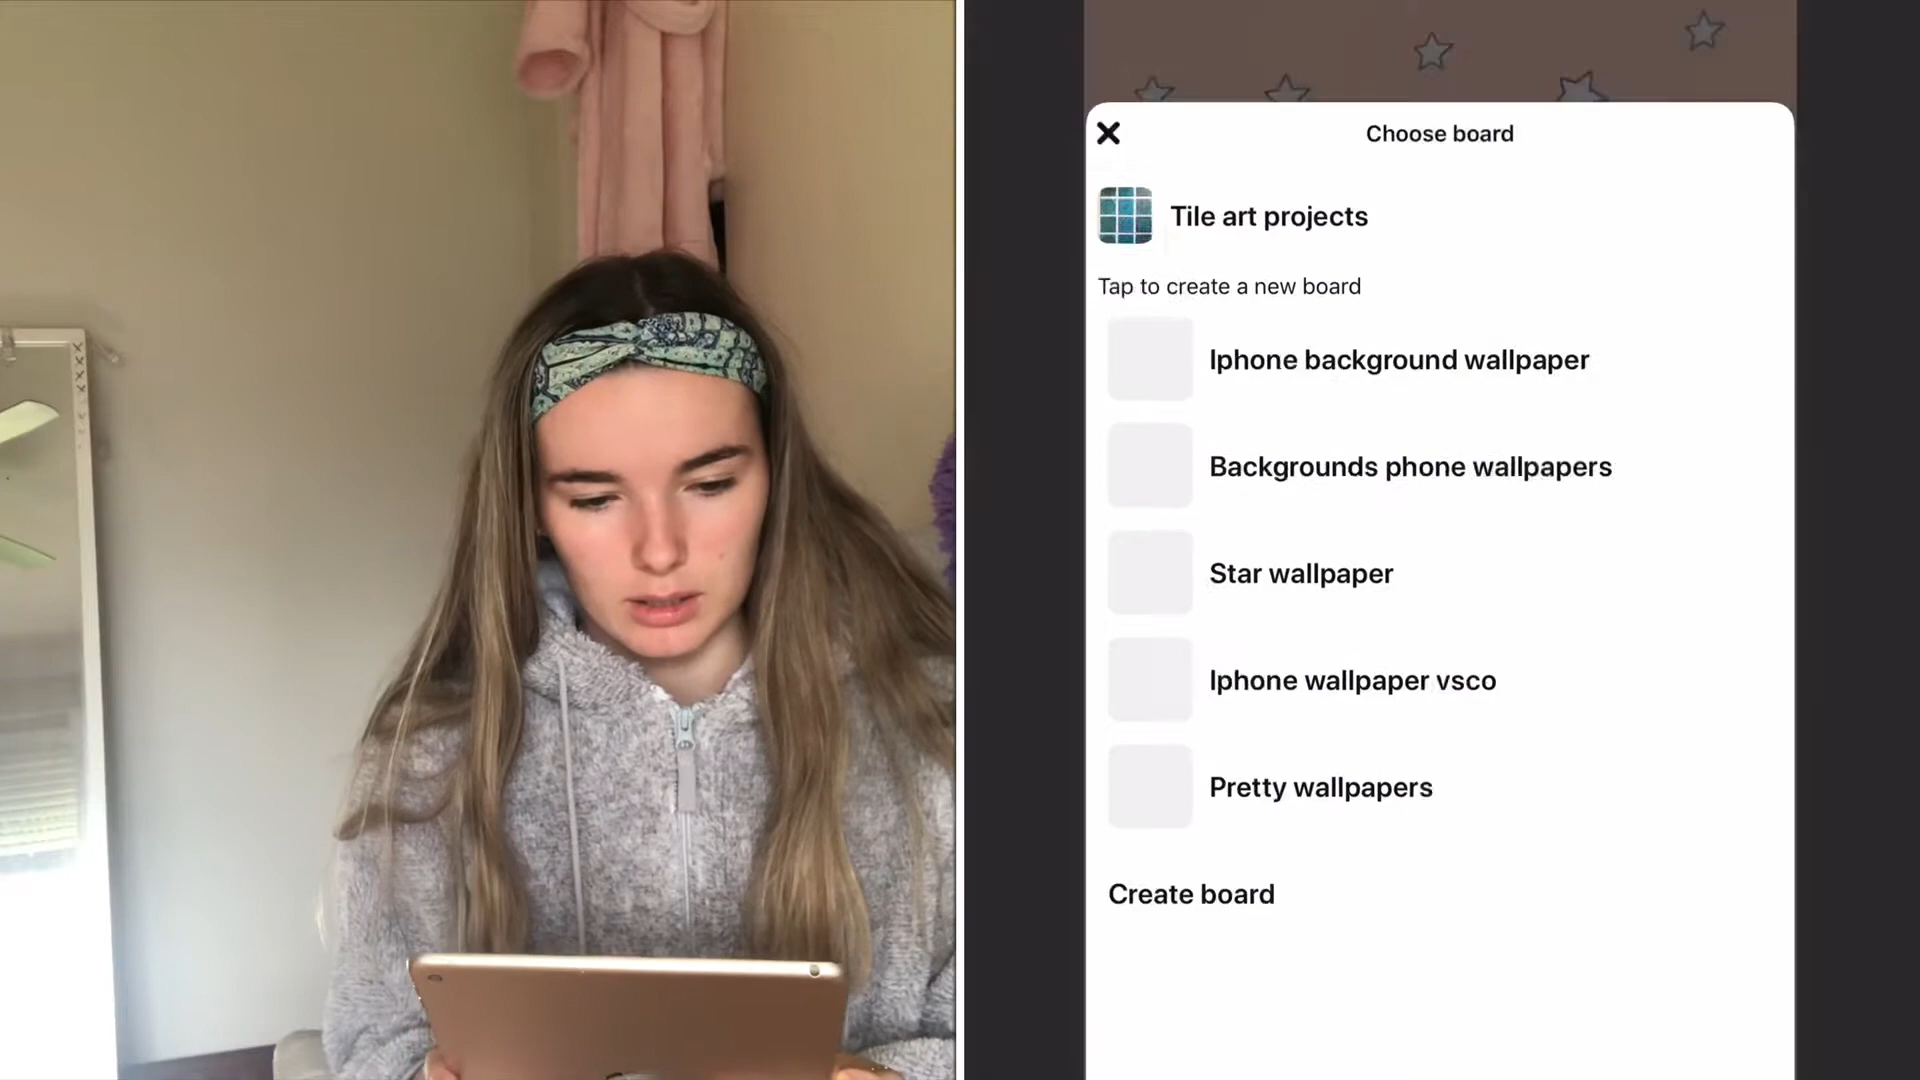 Choose board
Tile art projects
Tap to create a new board
Iphone background wallpaper
Backgrounds phone wallpapers
Star wallpaper
Iphone wallpaper vsco
Pretty wallpapers
Create board